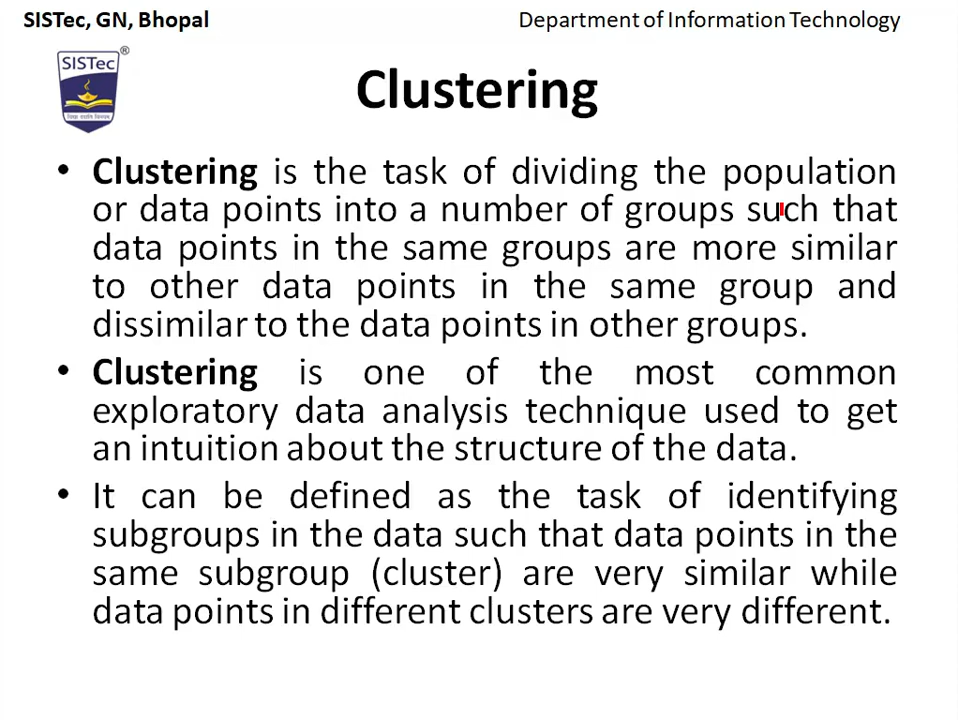 SISTec, GN, Bhopal
Department of Information Technology
SISTec®
Clustering
• Clustering is the task of dividing the population
or data points into a number of groups such that
data points in the same groups are more similar
to other data points in the same group and
dissimilar to the data points in other groups.
• Clustering is one of the most common
exploratory data analysis technique used to get
an intuition about the structure of the data.
• It can be defined as the task of identifying
subgroups in the data such that data points in the
same subgroup (cluster) are very similar while
data points in different clusters are very different.